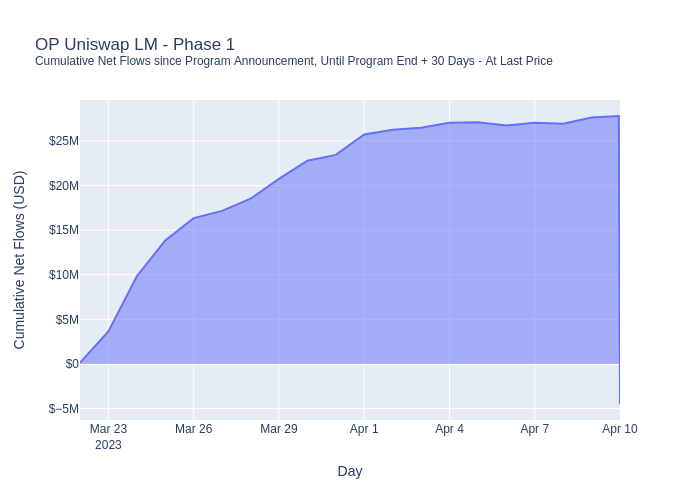 OP Uniswap LM - Phase 1
Cumulative Net Flows since Program Announcement, Until Program End + 30 Days - At Last Price
Cumulative Net Flows (USD)
$25M
$20M
$15M
$10M
$5M
$0
$−5M
Mar 23 Mar 26 Mar 29 Apr 1 Apr 4 Apr 7 Apr 10
2023
Day